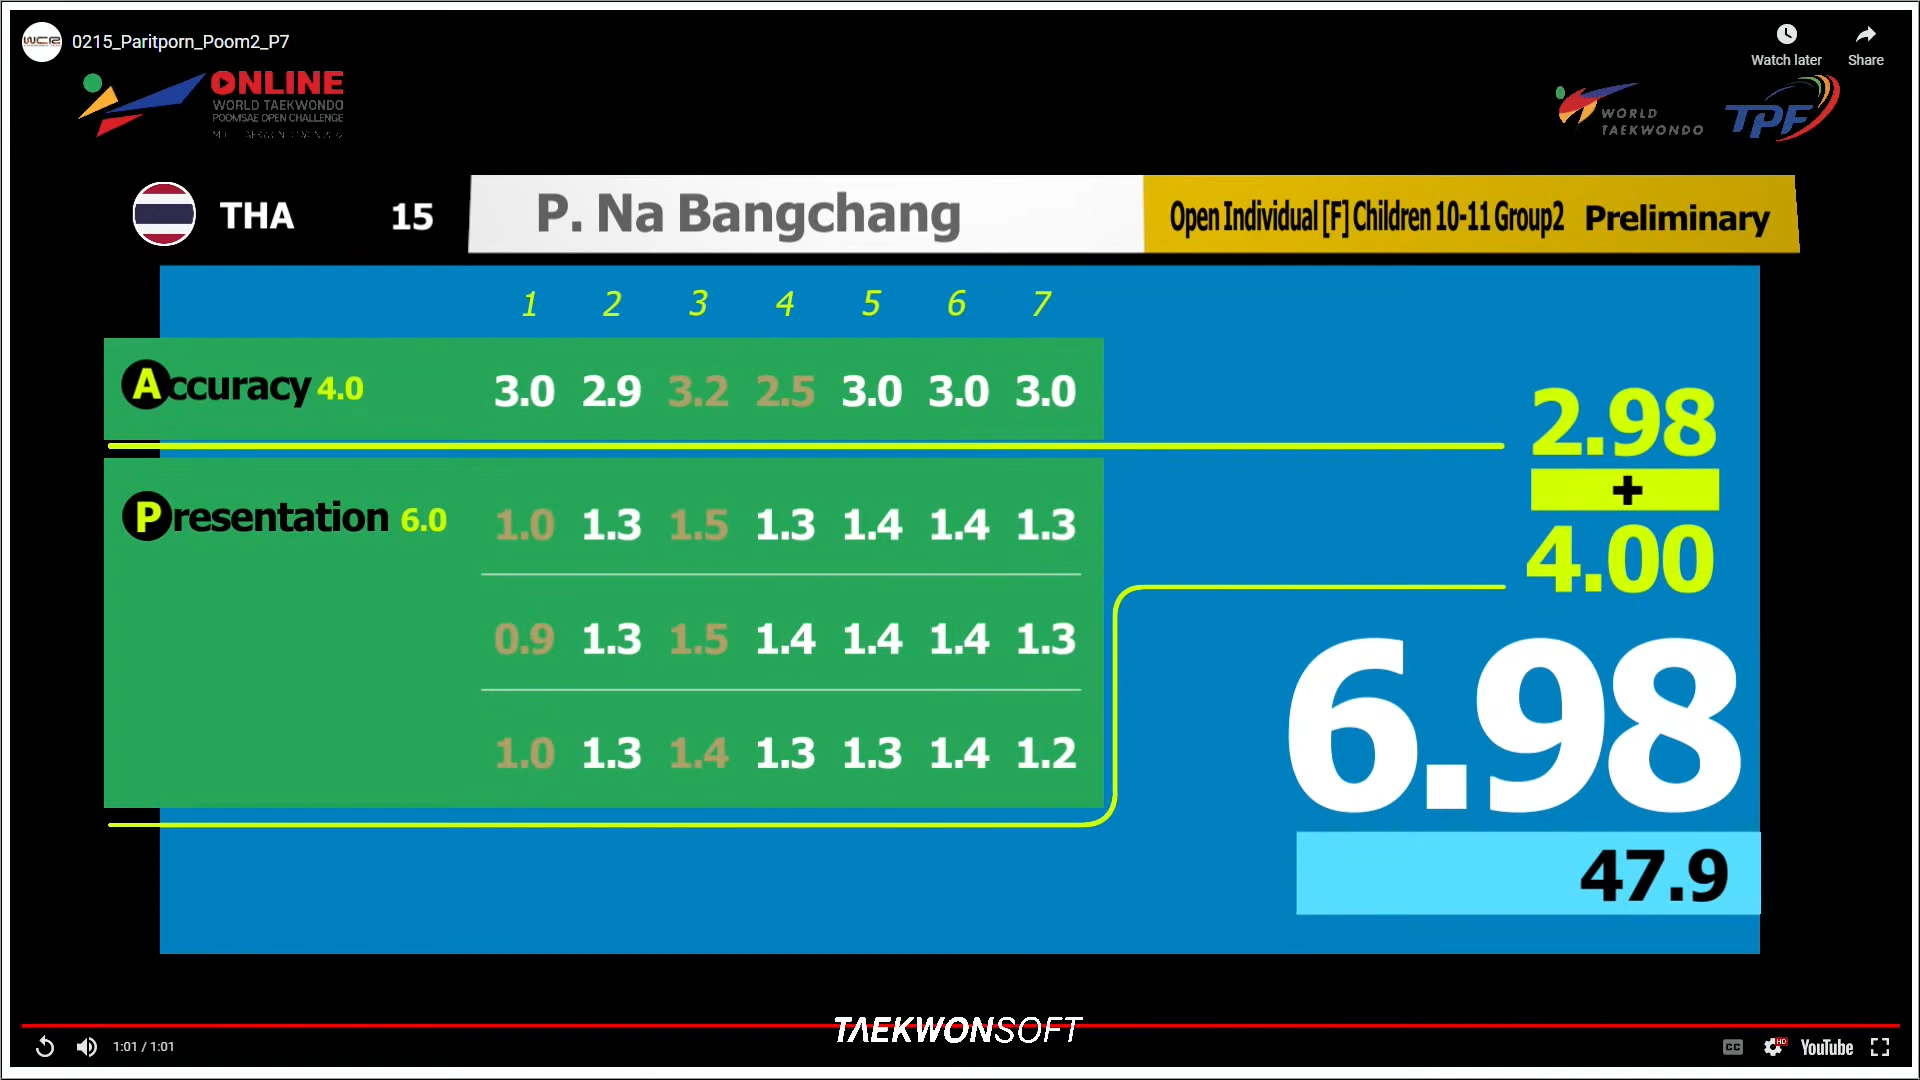 WCR
0215_Paritporn_Poom2_P7
Watch later
Share
ONLINE
WORLD TAEKWONDO
POOMSAE OPEN CHALLENGE
WORLD
TAEKWONDO
TPF
THA 15 P. Na Bangchang Open Individual [F] Children 10-11 Group2 Preliminary
1 2 3 4 5 6 7
Accuracy 4.0 3.0 2.9 3.2 2.5 3.0 3.0 3.0
2.98
+
4.00
Presentation 6.0 1.0 1.3 1.5 1.3 1.4 1.4 1.3
0.9 1.3 1.5 1.4 1.4 1.4 1.3
1.0 1.3 1.4 1.3 1.3 1.4 1.2
6.98
47.9
TAEKWONSOFT
1:01 / 1:01
CC
HD
YouTube